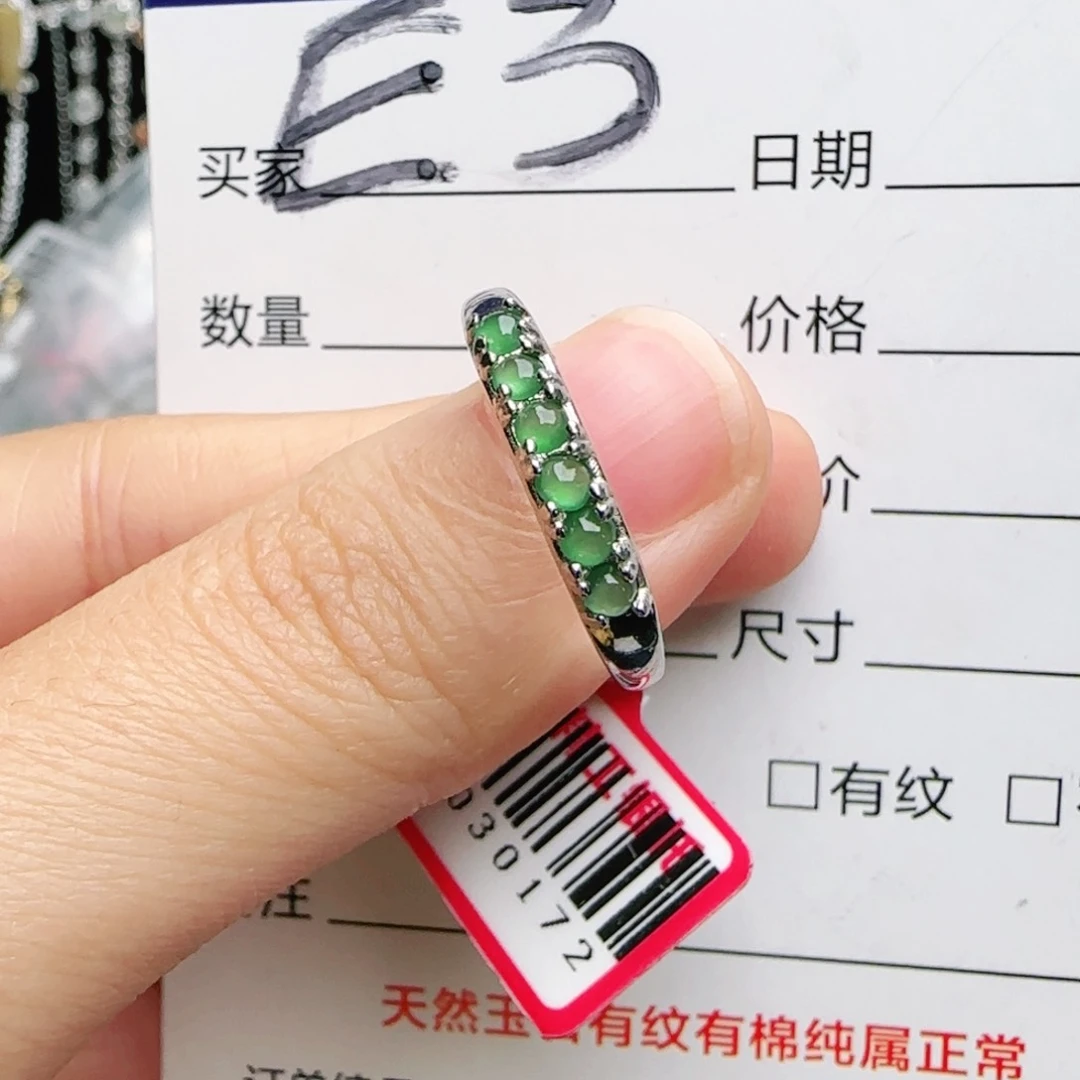 E3
买家 日期
数量 价格
价
尺寸
□有纹 □
030172
注
天然玉 有纹有棉纯属正常